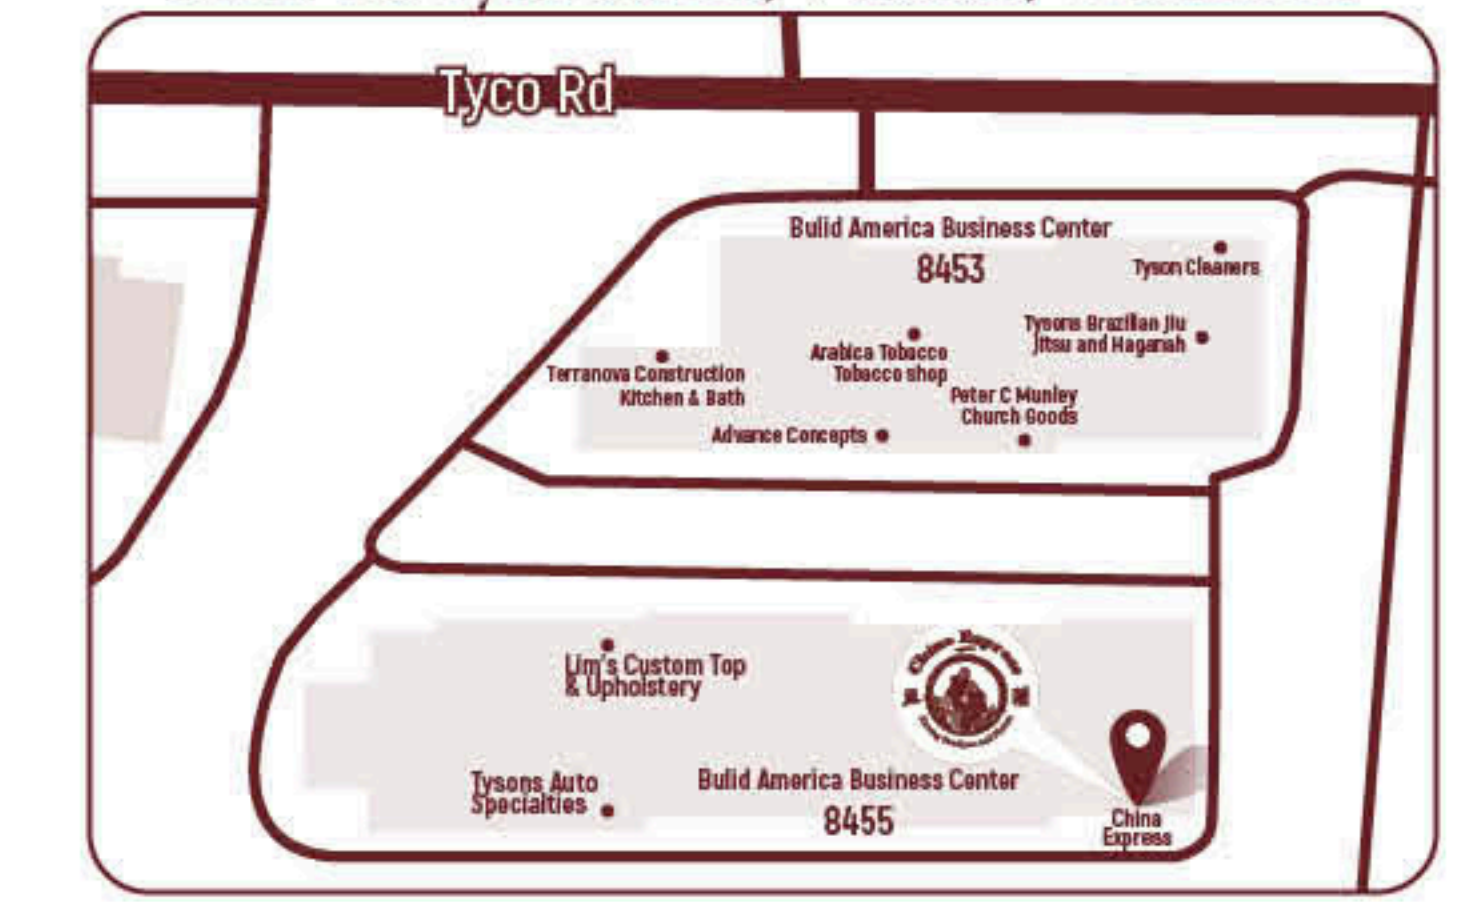 Tyco Rd
Bulid America Business Center
8453
Tyson Cleaners
Tysons Brazilian Jiu
Jitsu and Haganah
Arabica Tobacco
Tobacco shop
Terranova Construction
Kitchen & Bath
Peter C Munley
Church Goods
Advance Concepts
Lim's Custom Top
& Upholstery
China Express
Tysons Auto
Specialties
Bulid America Business Center
8455
China
Express